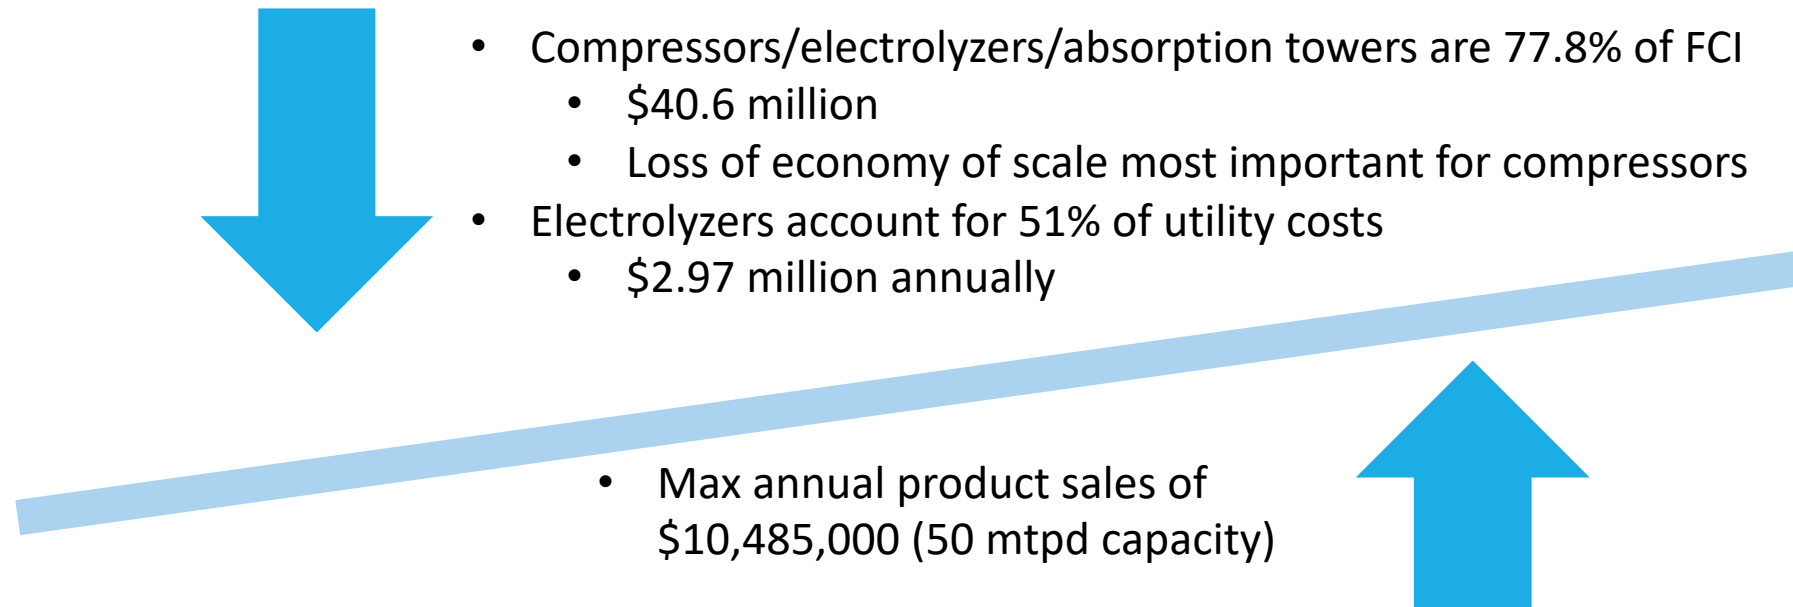 • Compressors/electrolyzers/absorption towers are 77.8% of FCI
• $40.6 million
• Loss of economy of scale most important for compressors
• Electrolyzers account for 51% of utility costs
• $2.97 million annually
• Max annual product sales of
$10,485,000 (50 mtpd capacity)